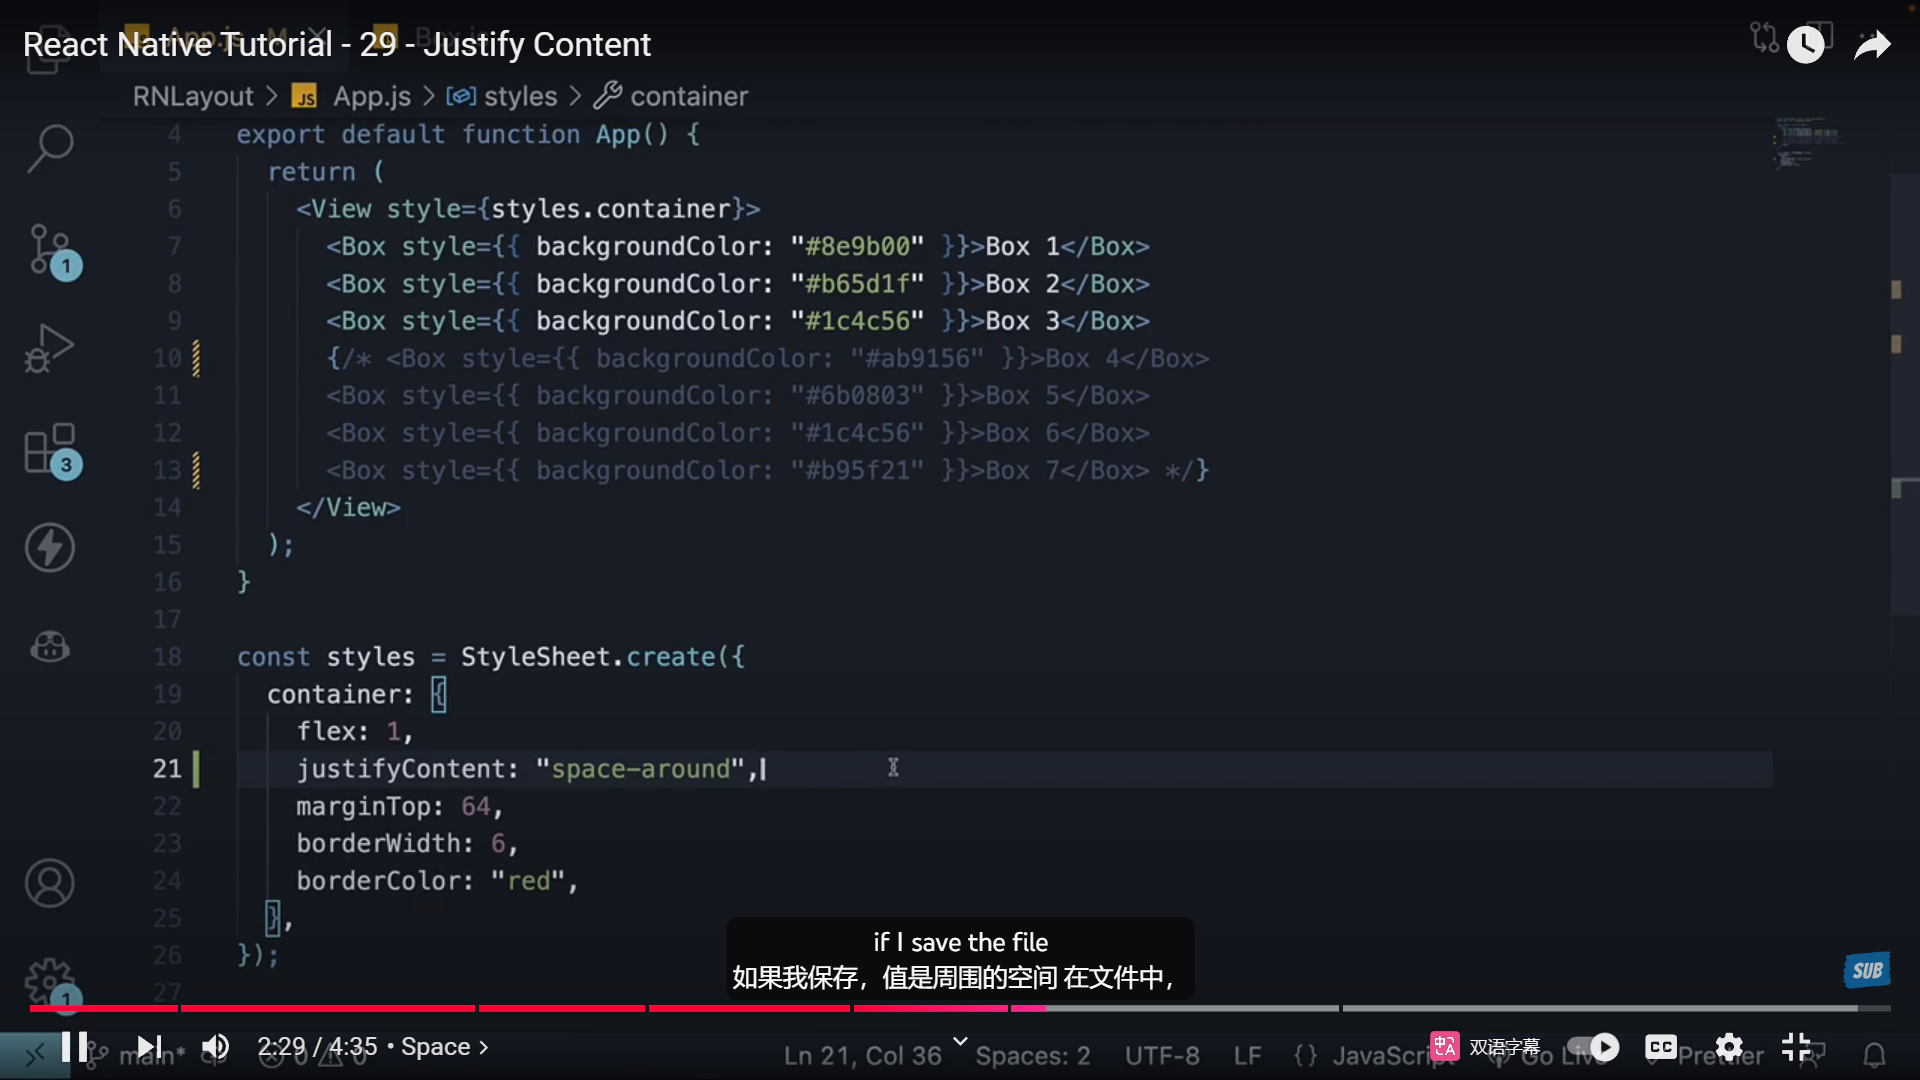 React Native Tutorial - 29 - Justify Content
RNLayout > JS App.js > styles > container
4 export default function App() {
5 return (
6 <View style={styles.container}>
7 <Box style={{ backgroundColor: "#8e9b00" }}>Box 1</Box>
8 <Box style={{ backgroundColor: "#b65d1f" }}>Box 2</Box>
9 <Box style={{ backgroundColor: "#1c4c56" }}>Box 3</Box>
10 {/* <Box style={{ backgroundColor: "#ab9156" }}>Box 4</Box>
11 <Box style={{ backgroundColor: "#6b0803" }}>Box 5</Box>
12 <Box style={{ backgroundColor: "#1c4c56" }}>Box 6</Box>
13 <Box style={{ backgroundColor: "#b95f21" }}>Box 7</Box> */}
14 </View>
15 );
16 }
17
18 const styles = StyleSheet.create({
19 container: {
20 flex: 1,
21 justifyContent: "space-around",
22 marginTop: 64,
23 borderWidth: 6,
24 borderColor: "red",
25 },
26 });
27
1
3
1
if I save the file
如果我保存，值是周围的空间 在文件中，
SUB
2:29 / 4:35 • Space >
main* 0 0
Ln 21, Col 36 Spaces: 2 UTF-8 LF {} JavaScript Go Live Prettier
双语字幕
CC